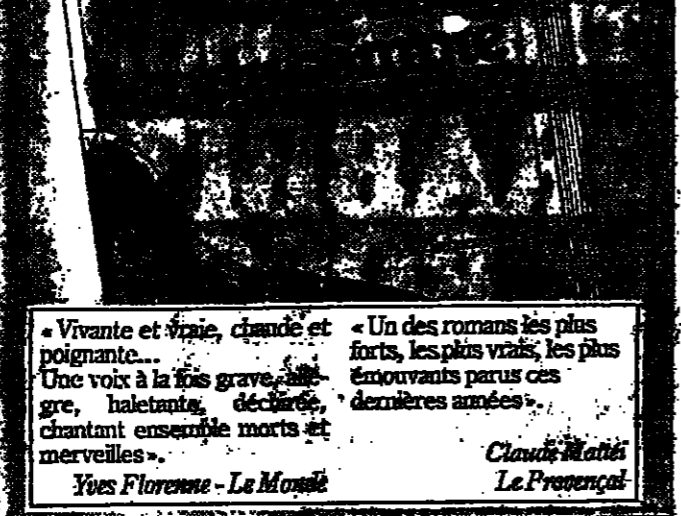 « Vivante et vraie, chaude et
poignante...
Une voix à la fois grave, allè-
gre, haletante, déclarée,
chantant ensemble morts et
merveilles ».
Yves Florenne - Le Monde
« Un des romans les plus
forts, les plus vrais, les plus
émouvants parus ces
dernières années ».
Claude Mattéi
Le Provençal